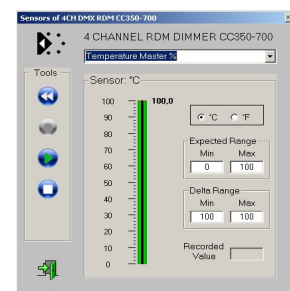 Sensors of 4CH DMX RDM CC350-700
4 CHANNEL RDM DIMMER CC350-700
Temperature Master %
Tools
Sensor: °C
100
100,0
90
80
70
60
50
40
30
20
10
0
°C °F
Expected Range
Min Max
0 100
Delta Range
Min Max
100 100
Recorded
Value